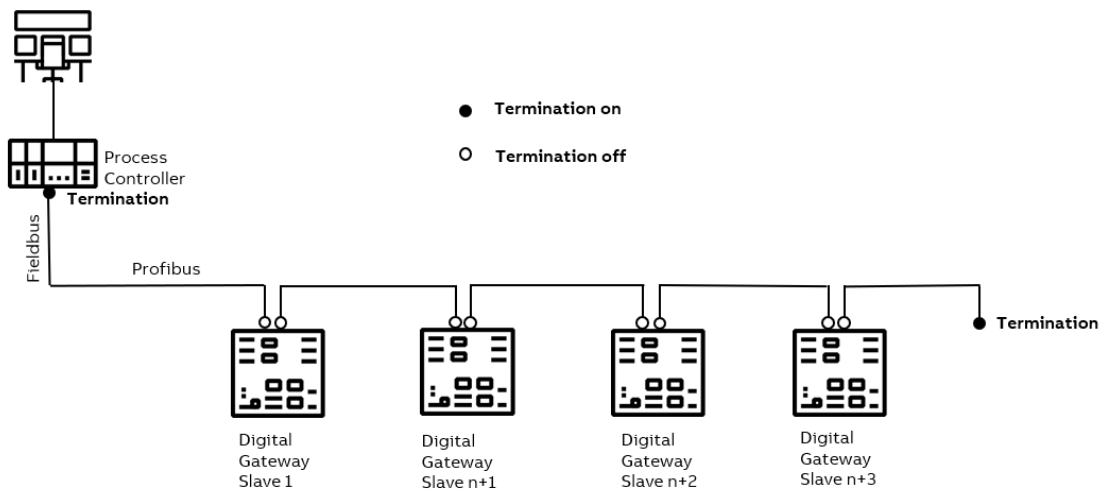 Termination on
Termination off
Process
Controller
Termination
Fieldbus
Profibus
Termination
Digital
Gateway
Slave 1
Digital
Gateway
Slave n+1
Digital
Gateway
Slave n+2
Digital
Gateway
Slave n+3